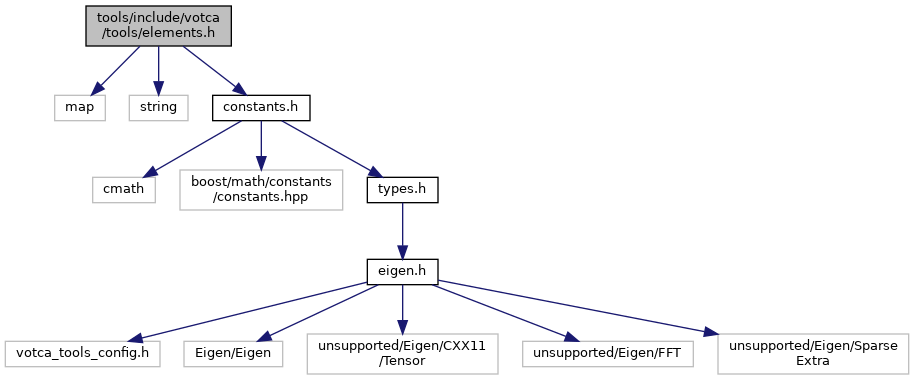 tools/include/votca
/tools/elements.h
map
string
constants.h
cmath
boost/math/constants
/constants.hpp
types.h
eigen.h
votca_tools_config.h
Eigen/Eigen
unsupported/Eigen/CXX11
/Tensor
unsupported/Eigen/FFT
unsupported/Eigen/Sparse
Extra